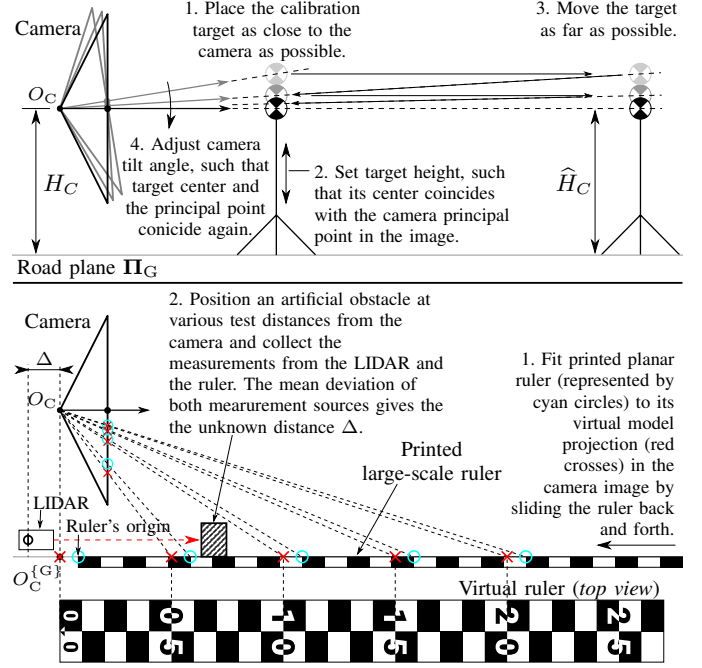 1. Place the calibration
target as close to the
camera as possible.
3. Move the target
as far as possible.
Camera
O_C
4. Adjust camera
tilt angle, such that
target center and
the principal point
conicide again.
2. Set target height, such
that its center coincides
with the camera principal
point in the image.
H_C
Ĥ_C
Road plane Π_G
2. Position an artificial obstacle at
various test distances from the
camera and collect the
measurements from the LIDAR and
the ruler. The mean deviation of
both mearurement sources gives the
the unknown distance Δ.
Camera
Δ
O_C
1. Fit printed planar
ruler (represented by
cyan circles) to its
virtual model
projection (red
crosses) in the
camera image by
sliding the ruler back
and forth.
Printed
large-scale ruler
LIDAR
Ruler's origin
O_C^{G}
Virtual ruler (top view)
0.0 05 10 15 20 25